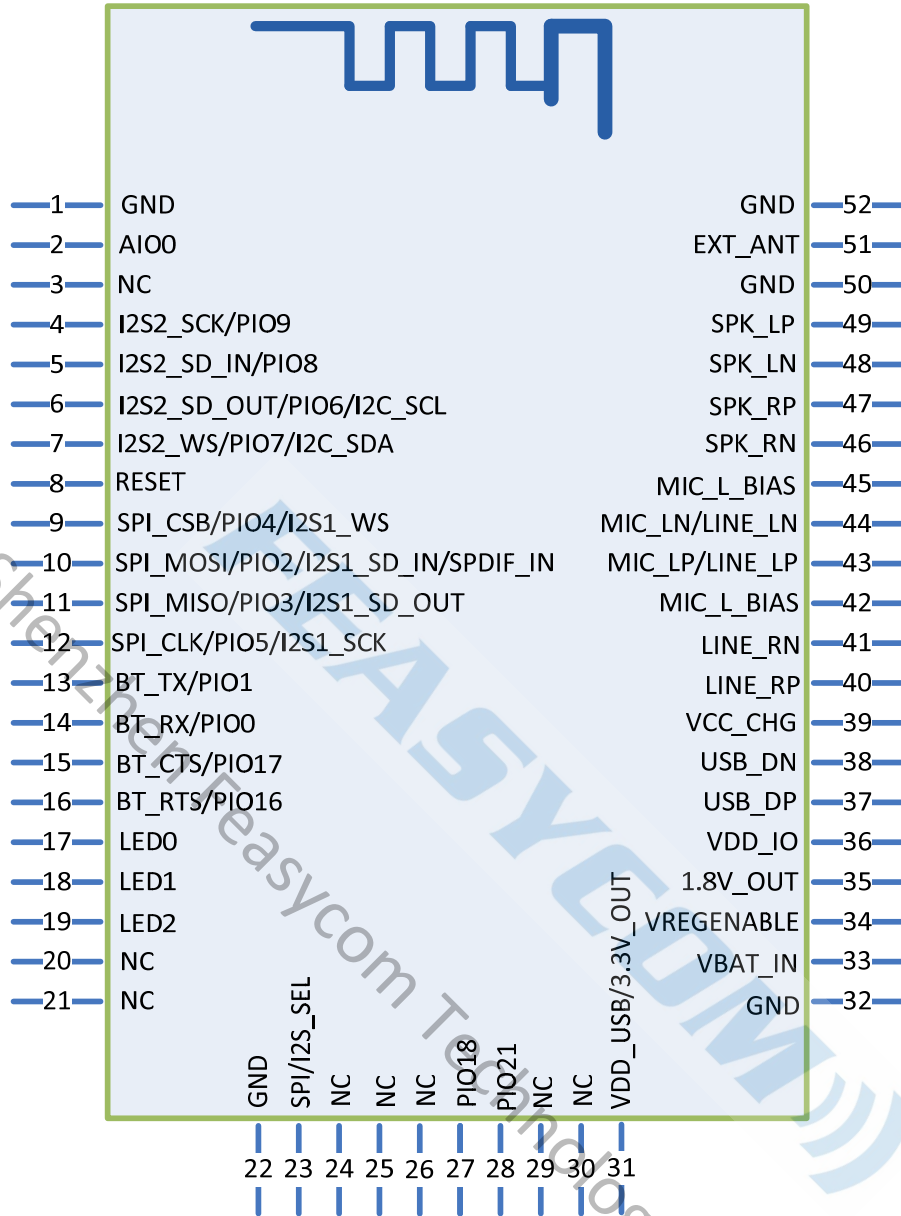 1 GND
2 AIO0
3 NC
4 I2S2_SCK/PIO9
5 I2S2_SD_IN/PIO8
6 I2S2_SD_OUT/PIO6/I2C_SCL
7 I2S2_WS/PIO7/I2C_SDA
8 RESET
9 SPI_CSB/PIO4/I2S1_WS
10 SPI_MOSI/PIO2/I2S1_SD_IN/SPDIF_IN
11 SPI_MISO/PIO3/I2S1_SD_OUT
12 SPI_CLK/PIO5/I2S1_SCK
13 BT_TX/PIO1
14 BT_RX/PIO0
15 BT_CTS/PIO17
16 BT_RTS/PIO16
17 LED0
18 LED1
19 LED2
20 NC
21 NC
GND 22
SPI/I2S_SEL 23
NC 24
NC 25
NC 26
PIO18 27
PIO21 28
NC 29
NC 30
VDD_USB/3.3V_OUT 31
GND 52
EXT_ANT 51
GND 50
SPK_LP 49
SPK_LN 48
SPK_RP 47
SPK_RN 46
MIC_L_BIAS 45
MIC_LN/LINE_LN 44
MIC_LP/LINE_LP 43
MIC_L_BIAS 42
LINE_RN 41
LINE_RP 40
VCC_CHG 39
USB_DN 38
USB_DP 37
VDD_IO 36
1.8V_OUT 35
VREGENABLE 34
VBAT_IN 33
GND 32
FEASYCOM
Shenzhen Feasycom Technolos